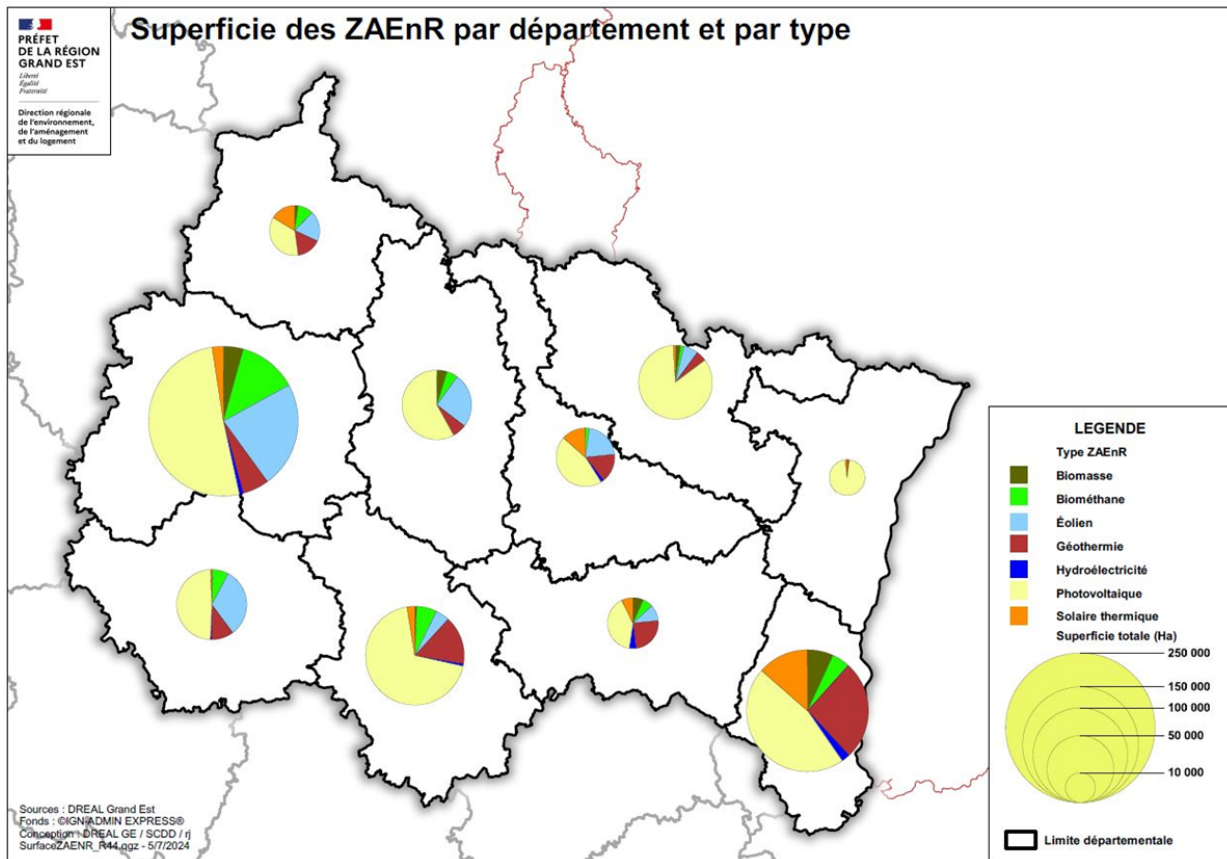 Superficie des ZAEnR par département et par type
PRÉFET
DE LA RÉGION
GRAND EST
Liberté
Égalité
Fraternité
Direction régionale
de l'environnement,
de l'aménagement
et du logement
LEGENDE
Type ZAEnR
Biomasse
Biométhane
Éolien
Géothermie
Hydroélectricité
Photovoltaique
Solaire thermique
Superficie totale (Ha)
250 000
150 000
100 000
50 000
10 000
Limite départementale
Sources : DREAL Grand Est
Fonds : ©IGN-ADMIN EXPRESS®
Conception : DREAL GE / SCDD / rj
SurfaceZAENR_R44.qgz - 5/7/2024